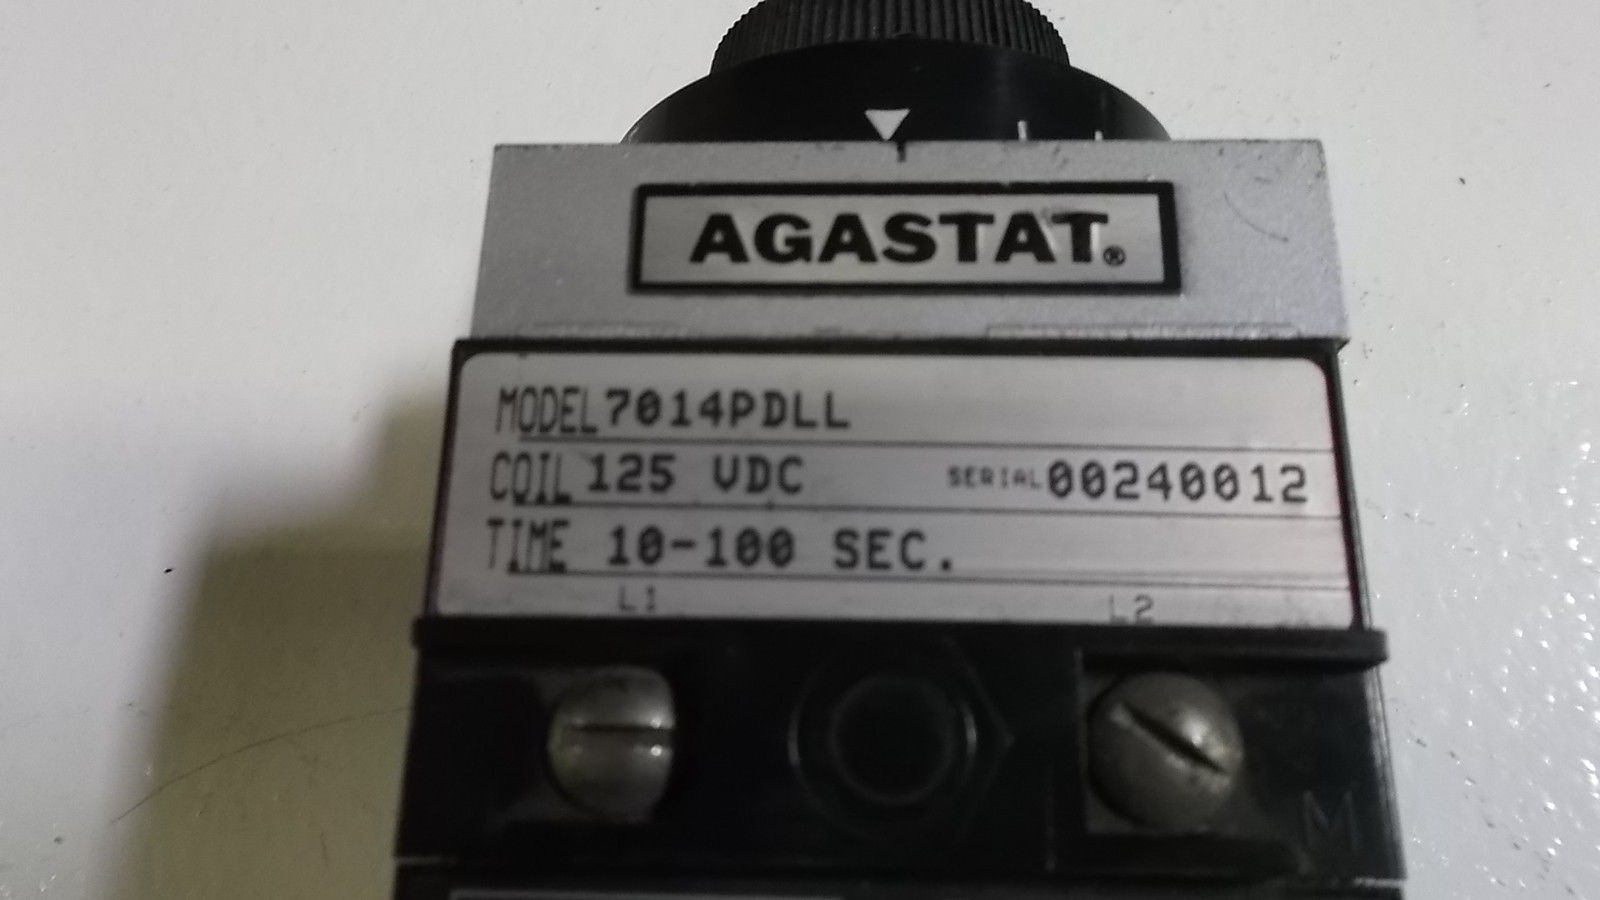 AGASTAT®
MODEL 7014PDLL
COIL 125 VDC SERIAL 00240012
TIME 10-100 SEC.
L1 L2
M